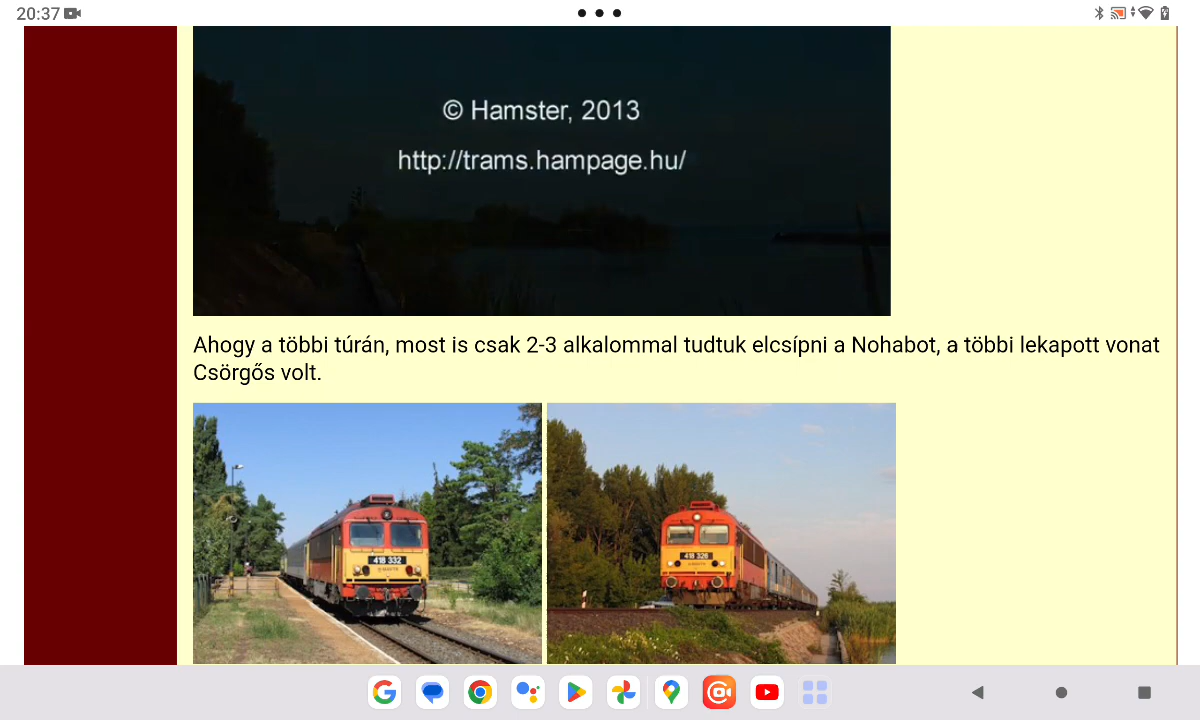 20:37
© Hamster, 2013
http://trams.hampage.hu/
Ahogy a többi túrán, most is csak 2-3 alkalommal tudtuk elcsípni a Nohabot, a többi lekapott vonat
Csörgős volt.
418 332
418 326